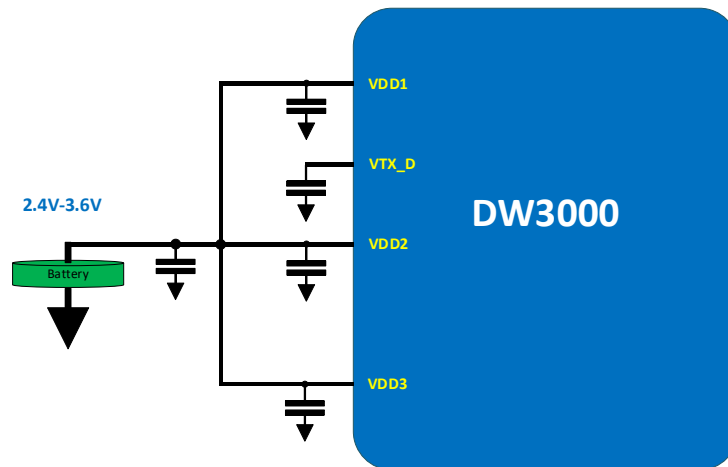 VDD1
VTX_D
2.4V-3.6V
DW3000
VDD2
Battery
VDD3